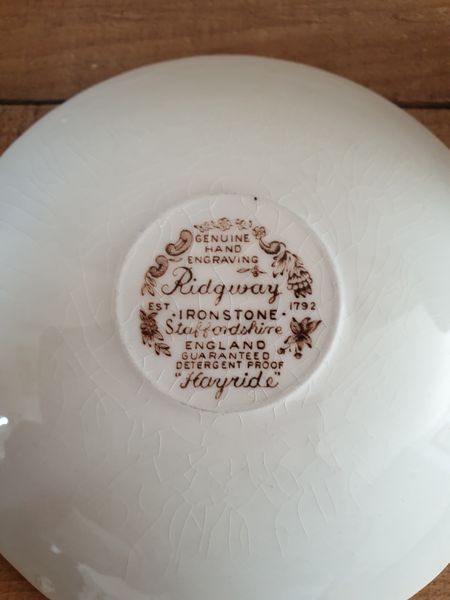 GENUINE
HAND
ENGRAVING
Ridgway
EST 1792
· IRONSTONE ·
Staffordshire
ENGLAND
GUARANTEED
DETERGENT PROOF
"Hayride"